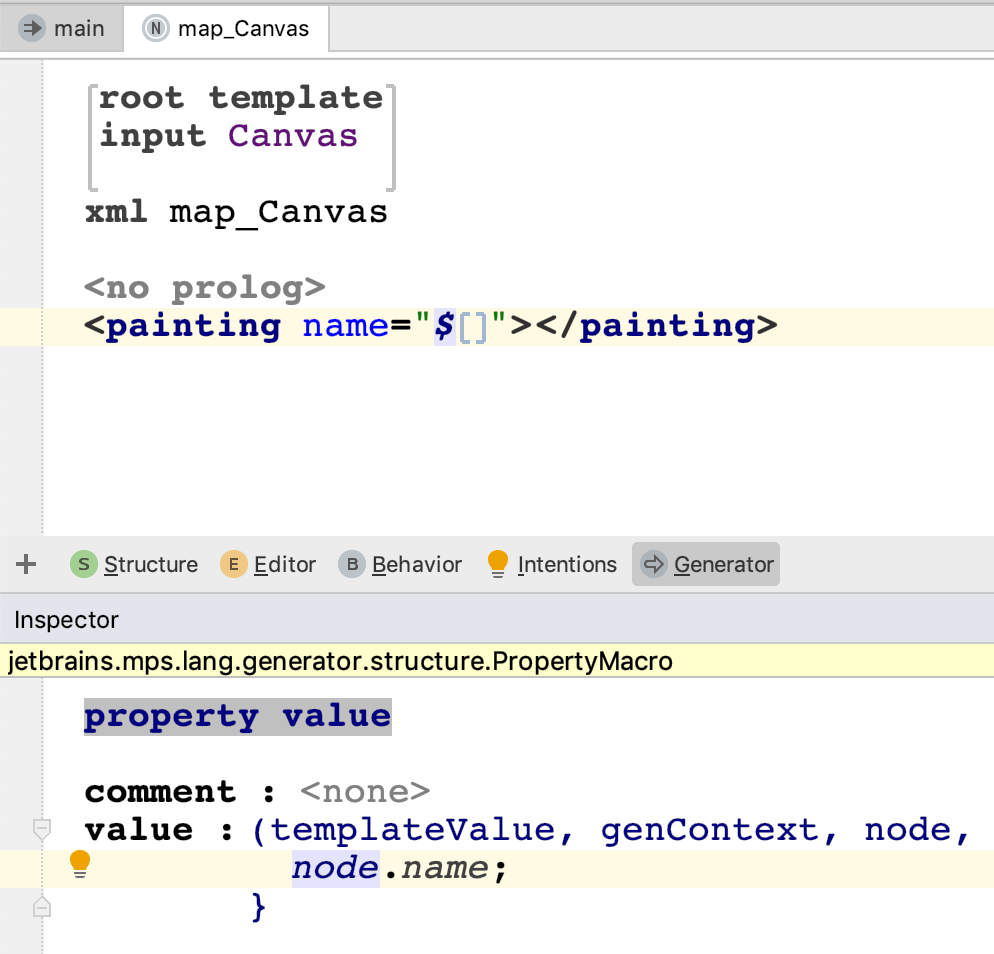 main N map_Canvas
root template
input Canvas
xml map_Canvas
<no prolog>
<painting name="$[]"></painting>
S Structure E Editor B Behavior Intentions Generator
Inspector
jetbrains.mps.lang.generator.structure.PropertyMacro
property value
comment : <none>
value : (templateValue, genContext, node,
node.name;
}